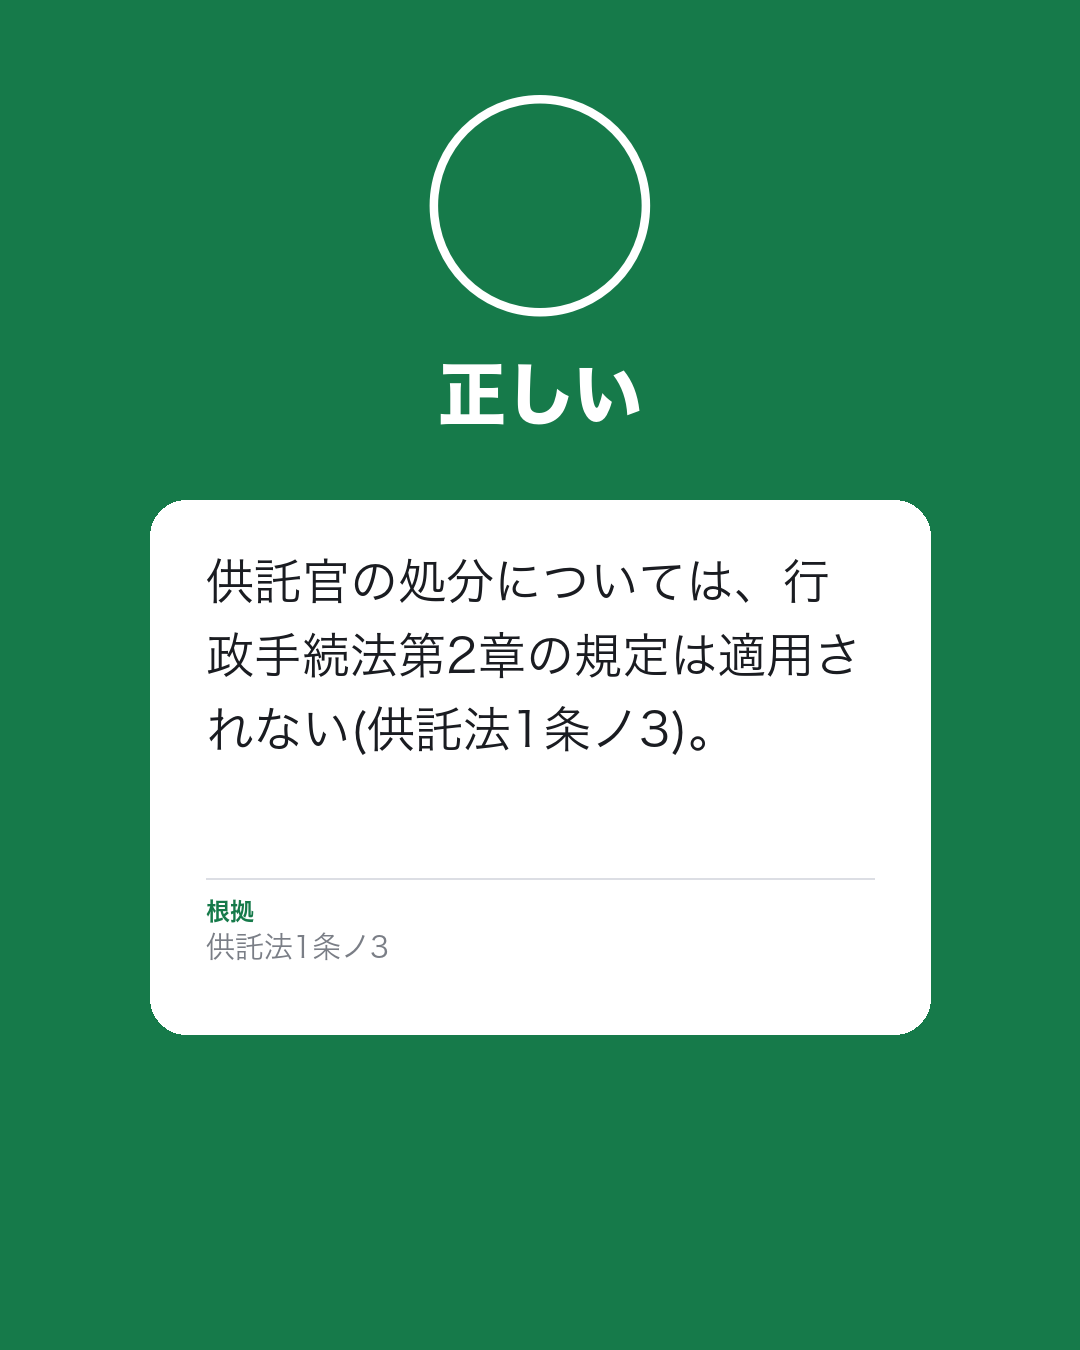 正しい
供託官の処分については、行
政手続法第2章の規定は適用さ
れない(供託法1条ノ3)。
根拠
供託法1条ノ3